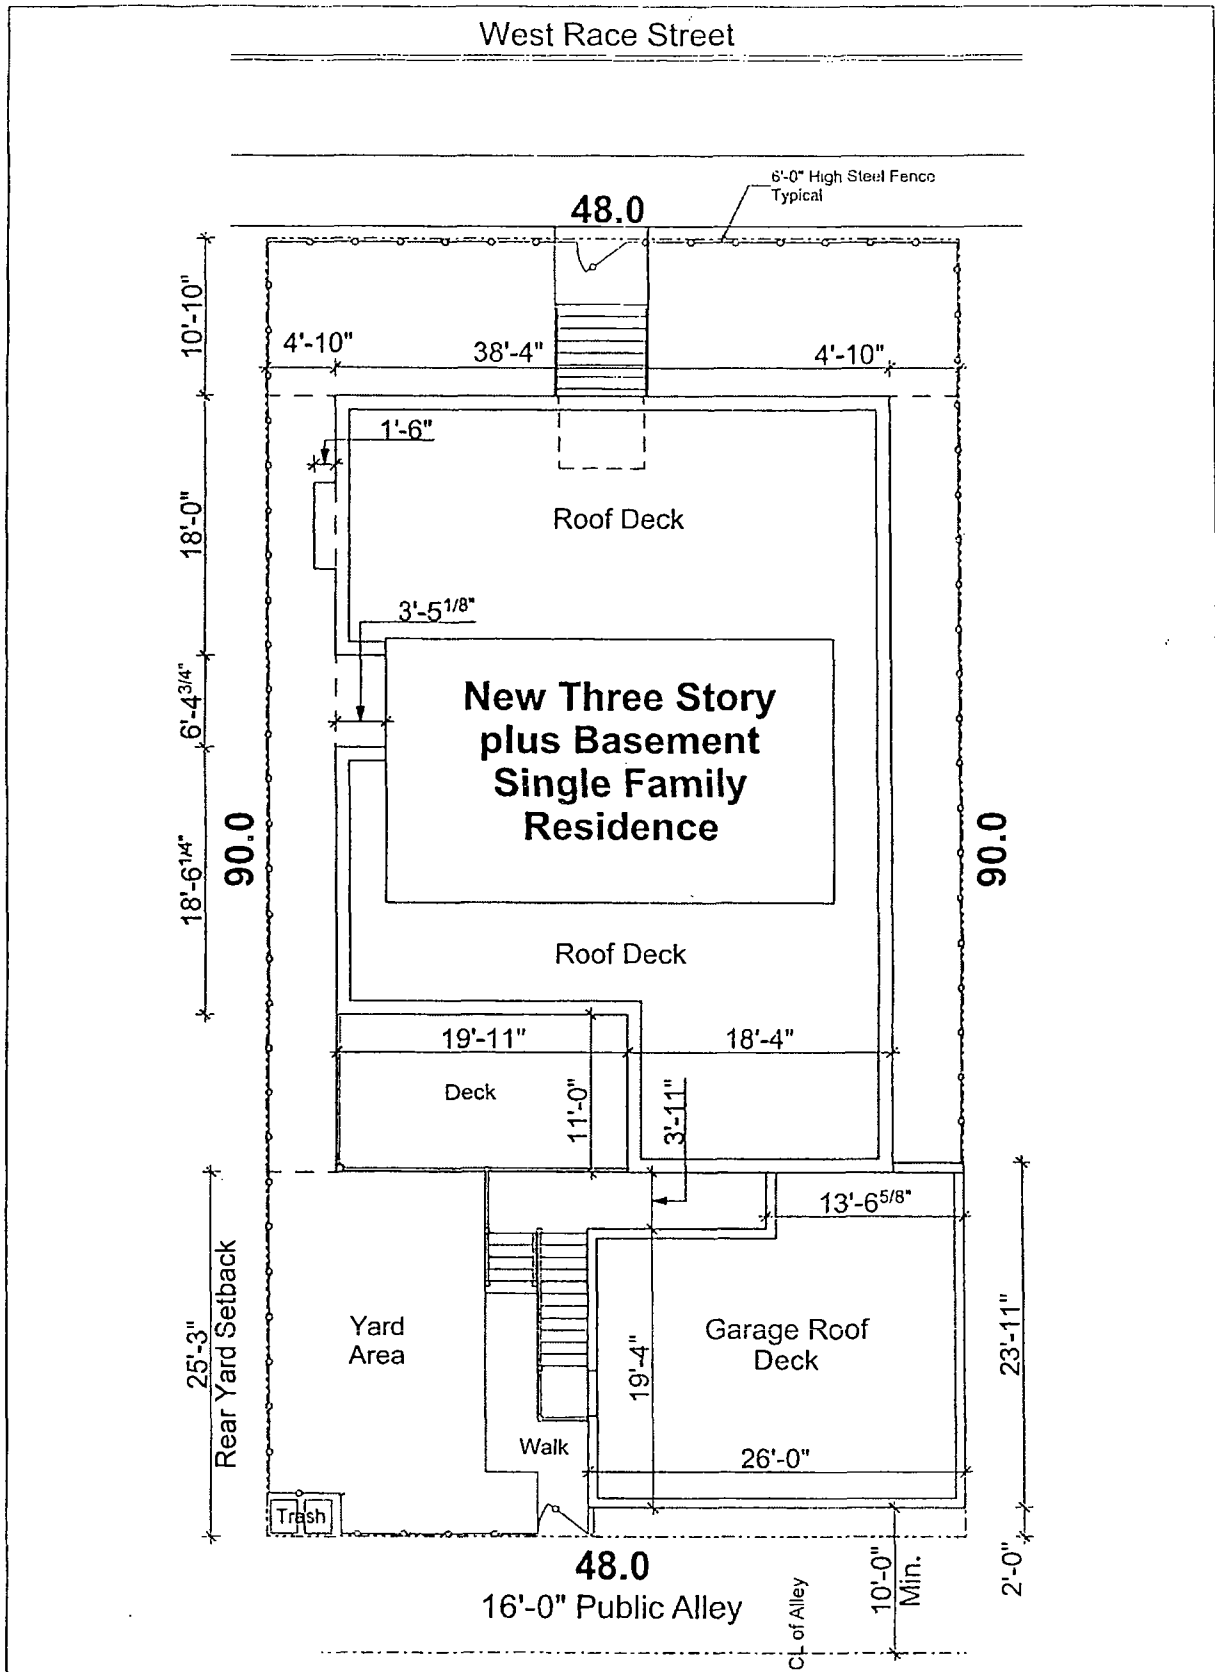 West Race Street
6'-0" High Steel Fence
Typical
48.0
10'-10"
4'-10"
38'-4"
4'-10"
1'-6"
Roof Deck
18'-0"
3'-5 1/8"
New Three Story
plus Basement
Single Family
Residence
6'-4 3/4"
90.0
90.0
18'-6 1/4"
Roof Deck
19'-11"
18'-4"
Deck
11'-0"
3'-11"
13'-6 5/8"
25'-3"
Rear Yard Setback
Yard
Area
Garage Roof
Deck
19'-4"
23'-11"
Walk
26'-0"
Trash
48.0
16'-0" Public Alley
CL of Alley
10'-0"
Min.
2'-0"